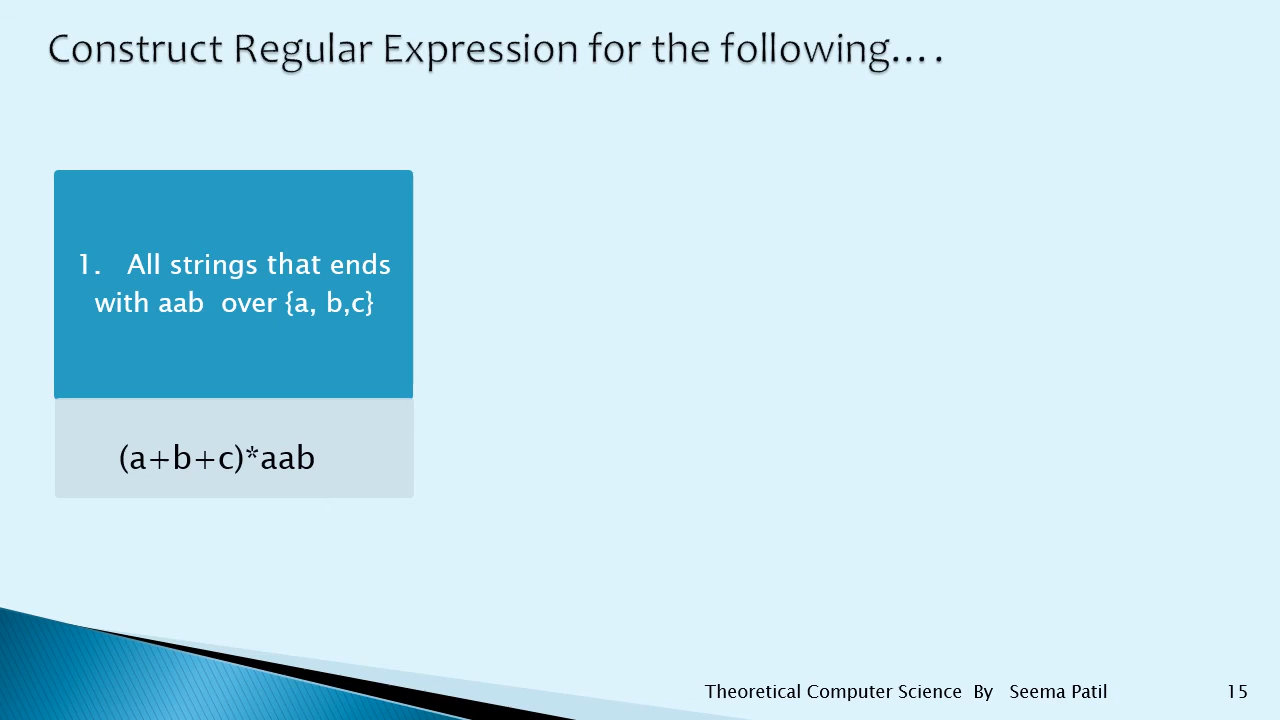 Construct Regular Expression for the following....
1. All strings that ends
with aab over {a, b,c}
(a+b+c)*aab
Theoretical Computer Science By Seema Patil
15